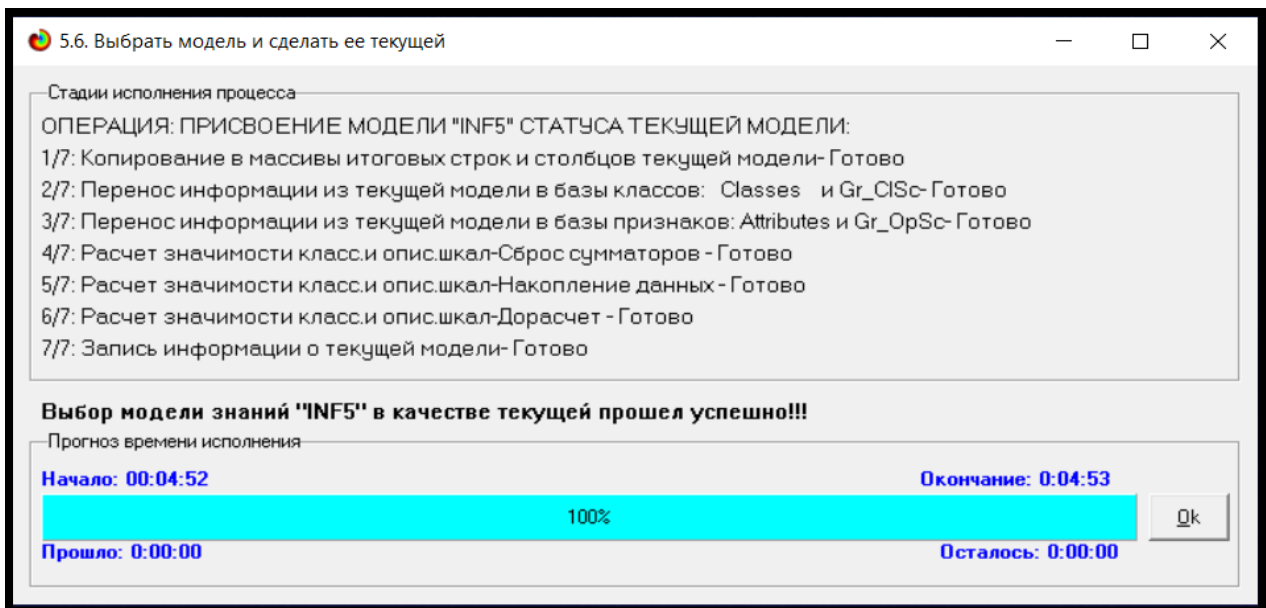 5.6. Выбрать модель и сделать ее текущей
Стадии исполнения процесса
ОПЕРАЦИЯ: ПРИСВОЕНИЕ МОДЕЛИ "INF5" СТАТУСА ТЕКУЩЕЙ МОДЕЛИ:
1/7: Копирование в массивы итоговых строк и столбцов текущей модели- Готово
2/7: Перенос информации из текущей модели в базы классов: Classes и Gr_ClSc- Готово
3/7: Перенос информации из текущей модели в базы признаков: Attributes и Gr_OpSc- Готово
4/7: Расчет значимости класс.и опис.шкал-Сброс сумматоров - Готово
5/7: Расчет значимости класс.и опис.шкал-Накопление данных - Готово
6/7: Расчет значимости класс.и опис.шкал-Дорасчет - Готово
7/7: Запись информации о текущей модели- Готово
Выбор модели знаний "INF5" в качестве текущей прошел успешно!!!
Прогноз времени исполнения
Начало: 00:04:52 Окончание: 0:04:53
100% Ok
Прошло: 0:00:00 Осталось: 0:00:00